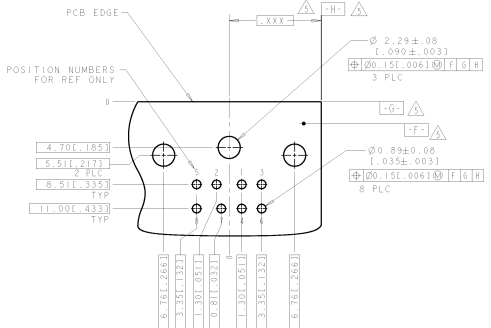 5 -H- 5
PCB EDGE
.XXX
Ø 2.29±.08
[.090±.003]
⌖ Ø0.15[.006] Ⓜ F G H
3 PLC
POSITION NUMBERS
FOR REF ONLY
0
-G- 5
-F- 5
4.70[.185]
Ø0.89±0.08
[.035±.003]
5.51[.217]
2 PLC
⌖ Ø0.15[.006] Ⓜ F G H
8 PLC
5 2 1 3
8.51[.335]
TYP
11.00[.433]
TYP
8 7 4 6
0
6.76[.266]
3.35[.132]
1.30[.051]
0.81[.032]
1.30[.051]
3.35[.132]
6.76[.266]